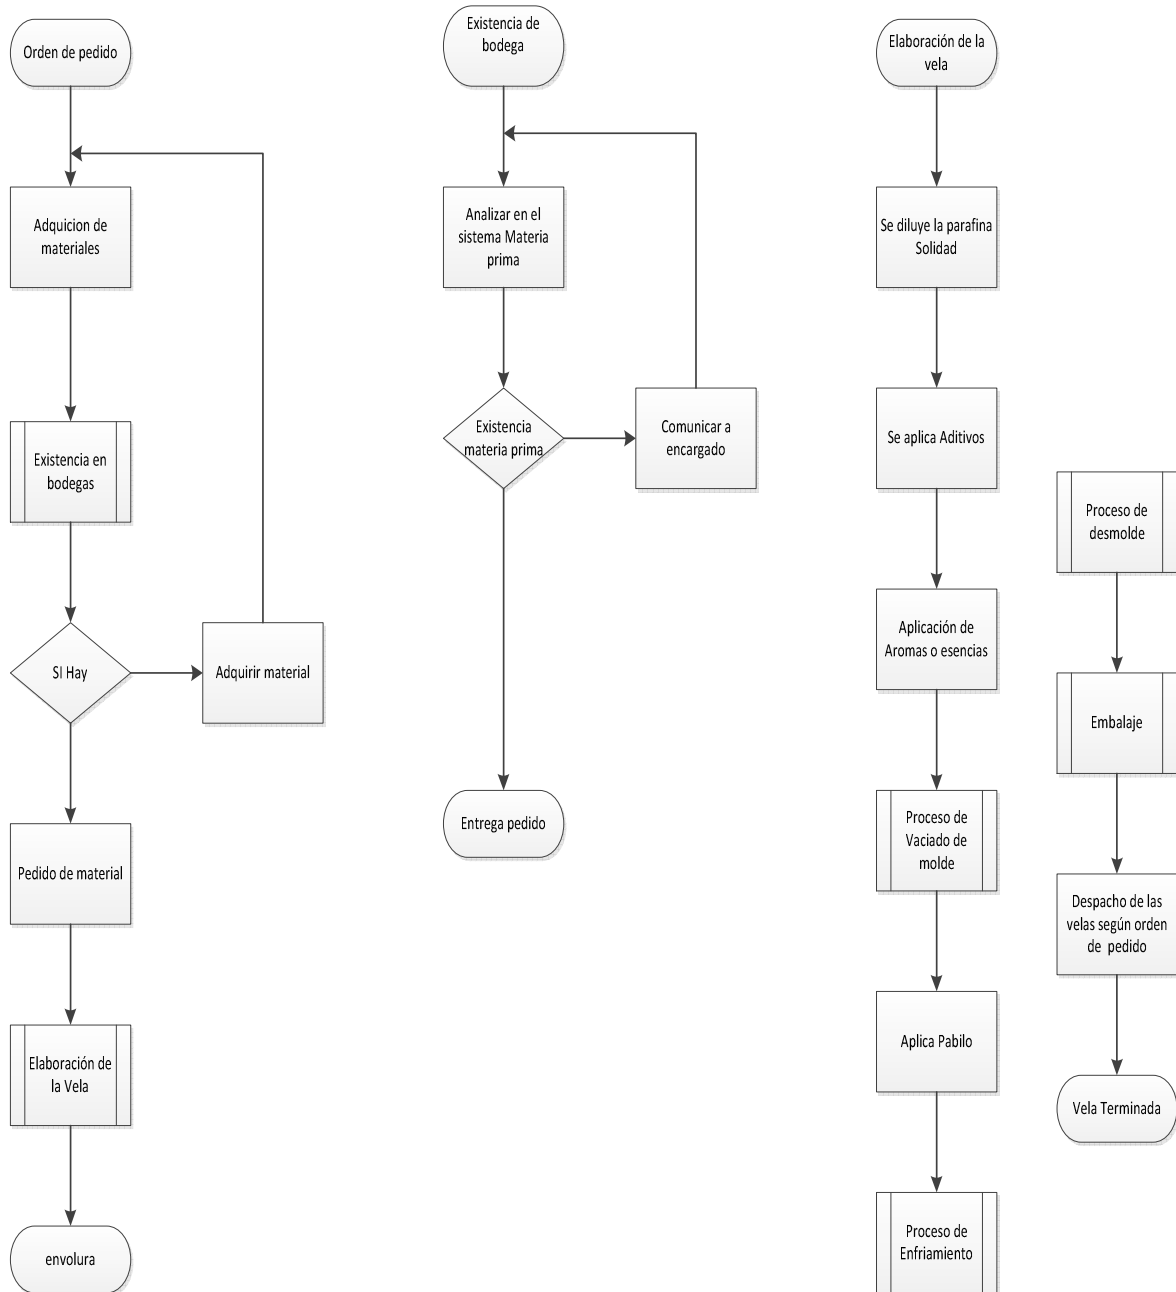 Orden de pedido
Adquicion de
materiales
Existencia en
bodegas
SI Hay
Adquirir material
Pedido de material
Elaboración de
la Vela
envolura
Existencia de
bodega
Analizar en el
sistema Materia
prima
Existencia
materia prima
Comunicar a
encargado
Entrega pedido
Elaboración de la
vela
Se diluye la parafina
Solidad
Se aplica Aditivos
Aplicación de
Aromas o esencias
Proceso de
Vaciado de
molde
Aplica Pabilo
Proceso de
Enfriamiento
Proceso de
desmolde
Embalaje
Despacho de las
velas según orden
de pedido
Vela Terminada